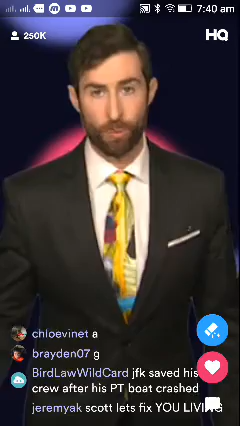 7:40 am
250K
HQ
chloevinet a
brayden07 g
BirdLawWildCard jfk saved his
crew after his PT boat crashed
jeremyak scott lets fix YOU LIVING